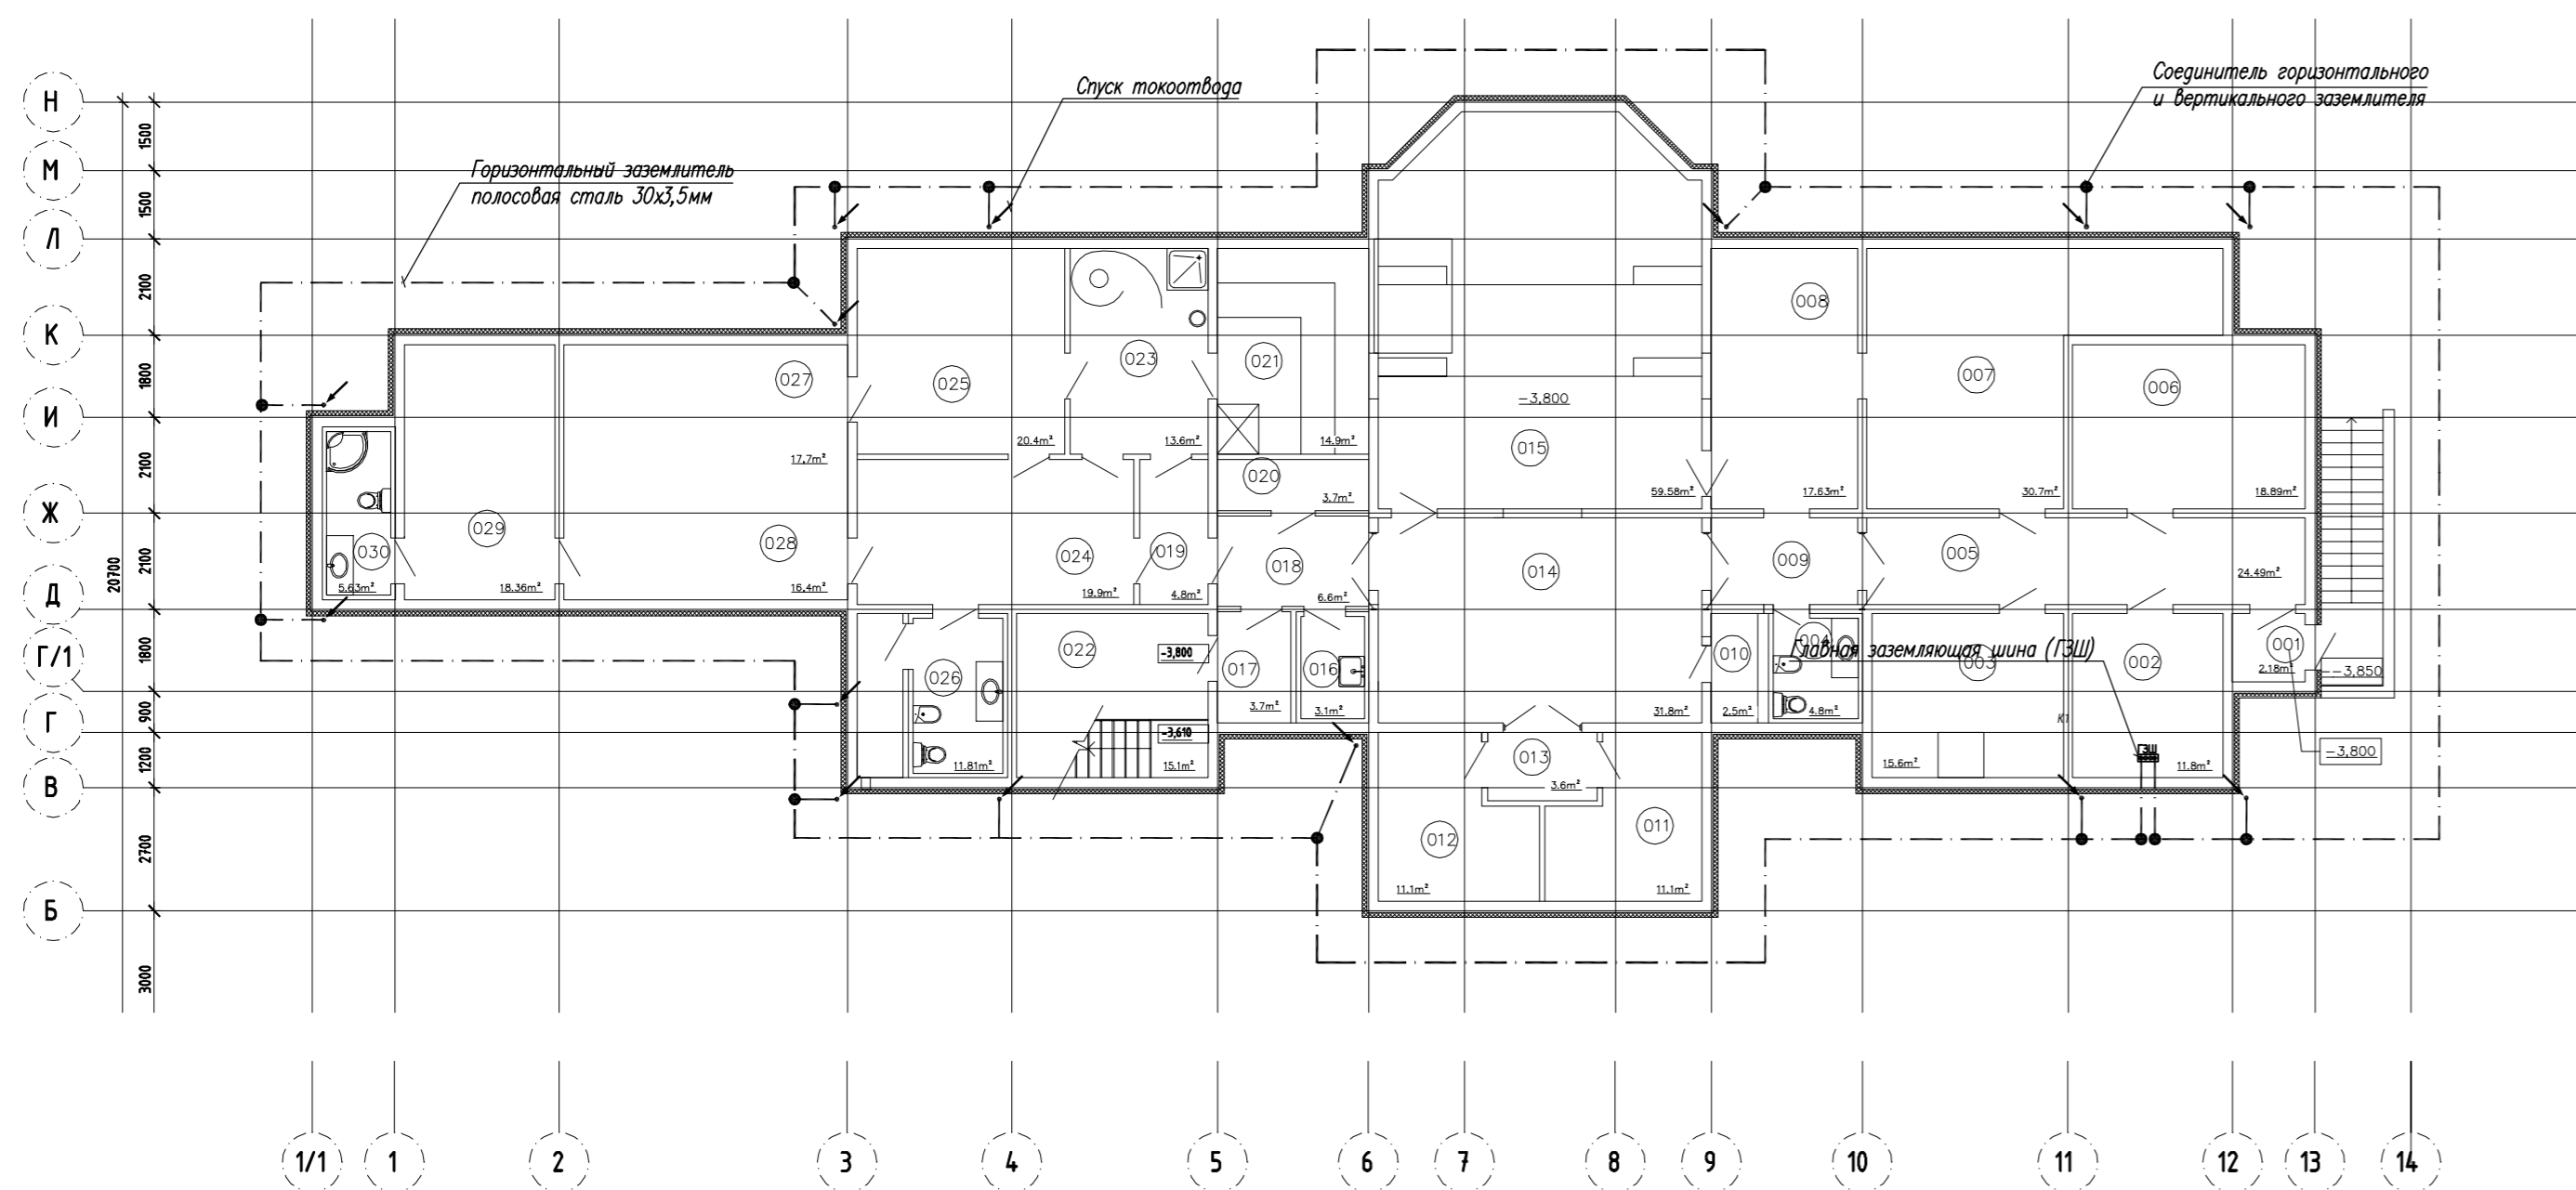 Спуск токоотвода
Соединитель горизонтального
и вертикального заземлителя
Горизонтальный заземлитель
полосовая сталь 30х3,5мм
Н
М
Л
К
И
Ж
Д
Г/1
Г
В
Б
1500
1500
2100
1800
2100
2100
1800
900
1200
2700
3000
20700
008
023
021
027
025
007
006
-3,800
20.4m²
13.6m²
14.9m²
17,7m²
015
020
3.7m²
59.58m²
17.63m²
30.7m²
18.89m²
029
028
030
024
019
018
014
009
005
5.63m²
18.36m²
16.4m²
19.9m²
4.8m²
6.6m²
24.49m²
022
-3,800
017
016
010
004
Главная заземляющая шина (ГЗШ)
003
002
001
2.18m²
-3,850
026
3.7m²
3.1m²
31.8m²
2.5m²
4.8m²
К1
-3,610
11.81m²
15.1m²
013
3.6m²
15.6m²
ГЗШ
11.8m²
-3,800
012
011
11.1m²
11.1m²
1/1
1
2
3
4
5
6
7
8
9
10
11
12
13
14